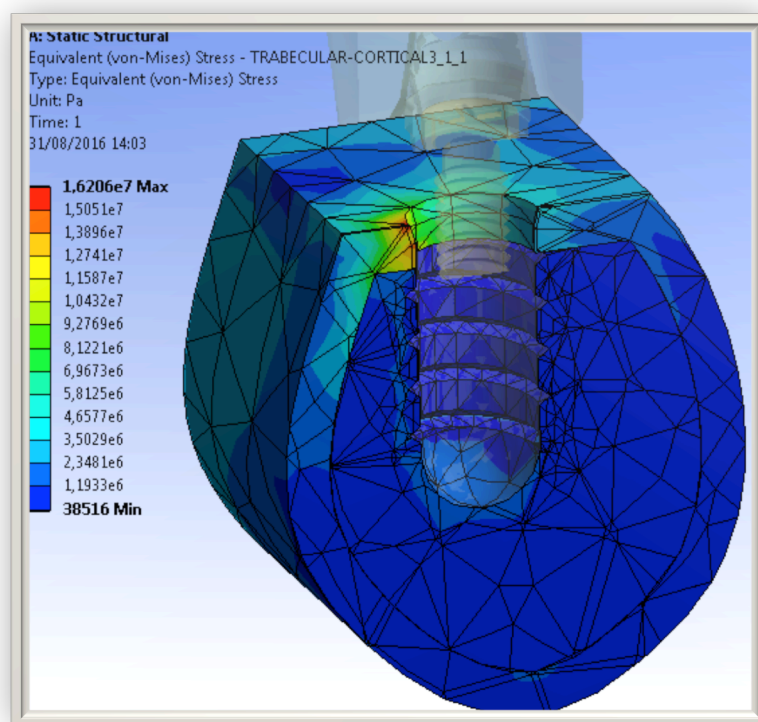 A: Static Structural
Equivalent (von-Mises) Stress - TRABECULAR-CORTICAL3_1_1
Type: Equivalent (von-Mises) Stress
Unit: Pa
Time: 1
31/08/2016 14:03
1,6206e7 Max
1,5051e7
1,3896e7
1,2741e7
1,1587e7
1,0432e7
9,2769e6
8,1221e6
6,9673e6
5,8125e6
4,6577e6
3,5029e6
2,3481e6
1,1933e6
38516 Min